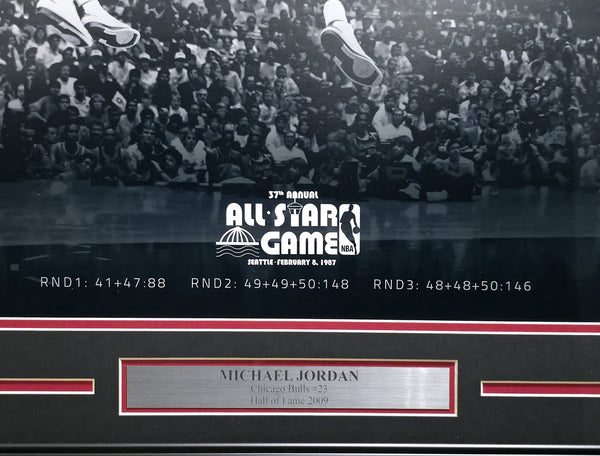 37th ANNUAL
ALL·STAR
GAME
NBA
SEATTLE·FEBRUARY 8, 1987
RND1: 41+47:88 RND2: 49+49+50:148 RND3: 48+48+50:146
MICHAEL JORDAN
Chicago Bulls #23
Hall of Fame 2009